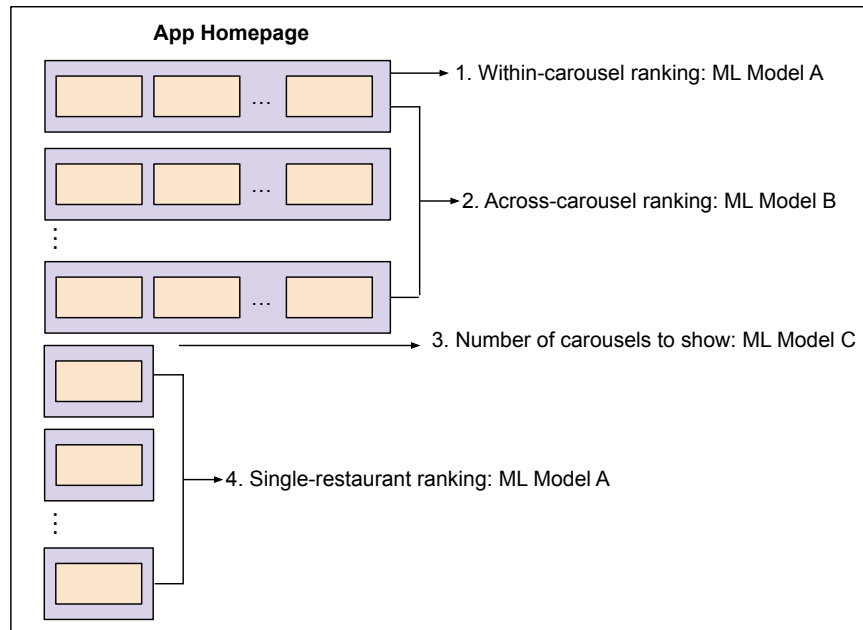 App Homepage
1. Within-carousel ranking: ML Model A
...
2. Across-carousel ranking: ML Model B
...
...
3. Number of carousels to show: ML Model C
4. Single-restaurant ranking: ML Model A